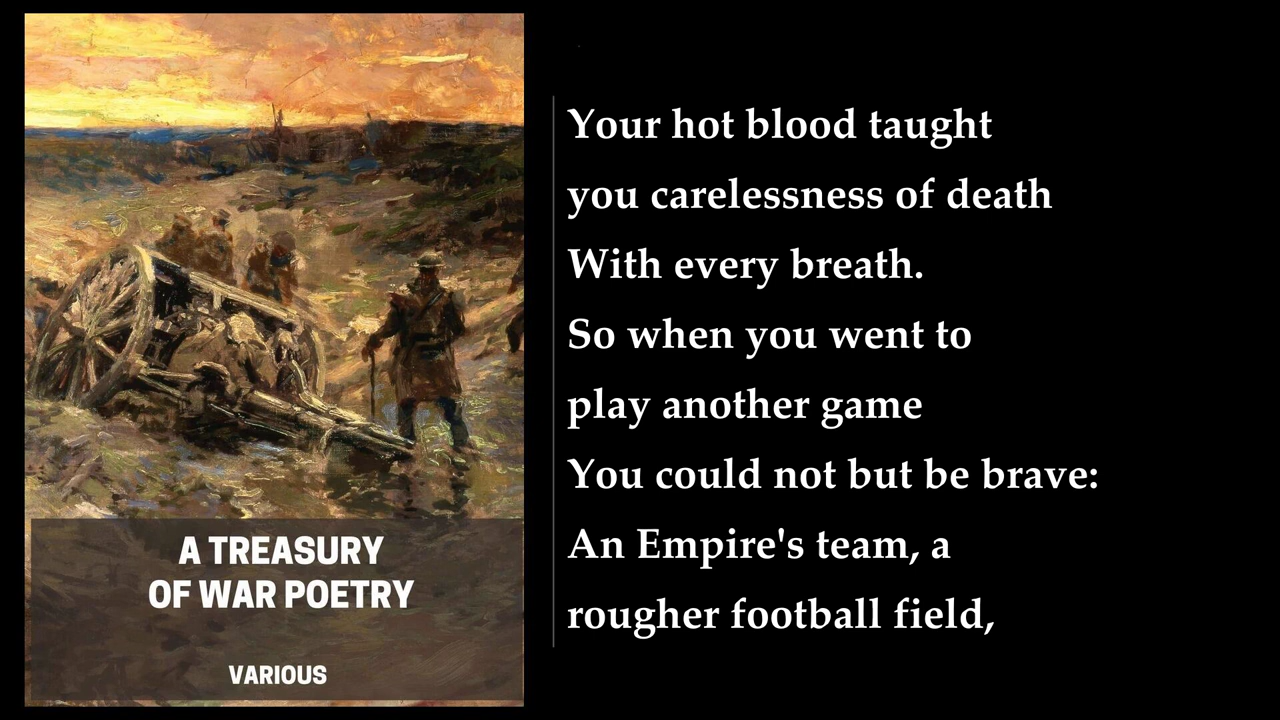 A TREASURY
OF WAR POETRY
VARIOUS
Your hot blood taught
you carelessness of death
With every breath.
So when you went to
play another game
You could not but be brave:
An Empire's team, a
rougher football field,